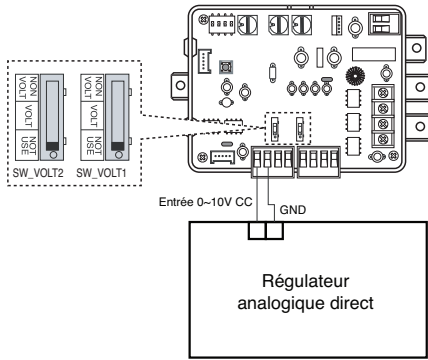 NON VOLT
VOLT
NOT USE
NON VOLT
VOLT
NOT USE
SW_VOLT2
SW_VOLT1
Entrée 0~10V CC
GND
Régulateur
analogique direct